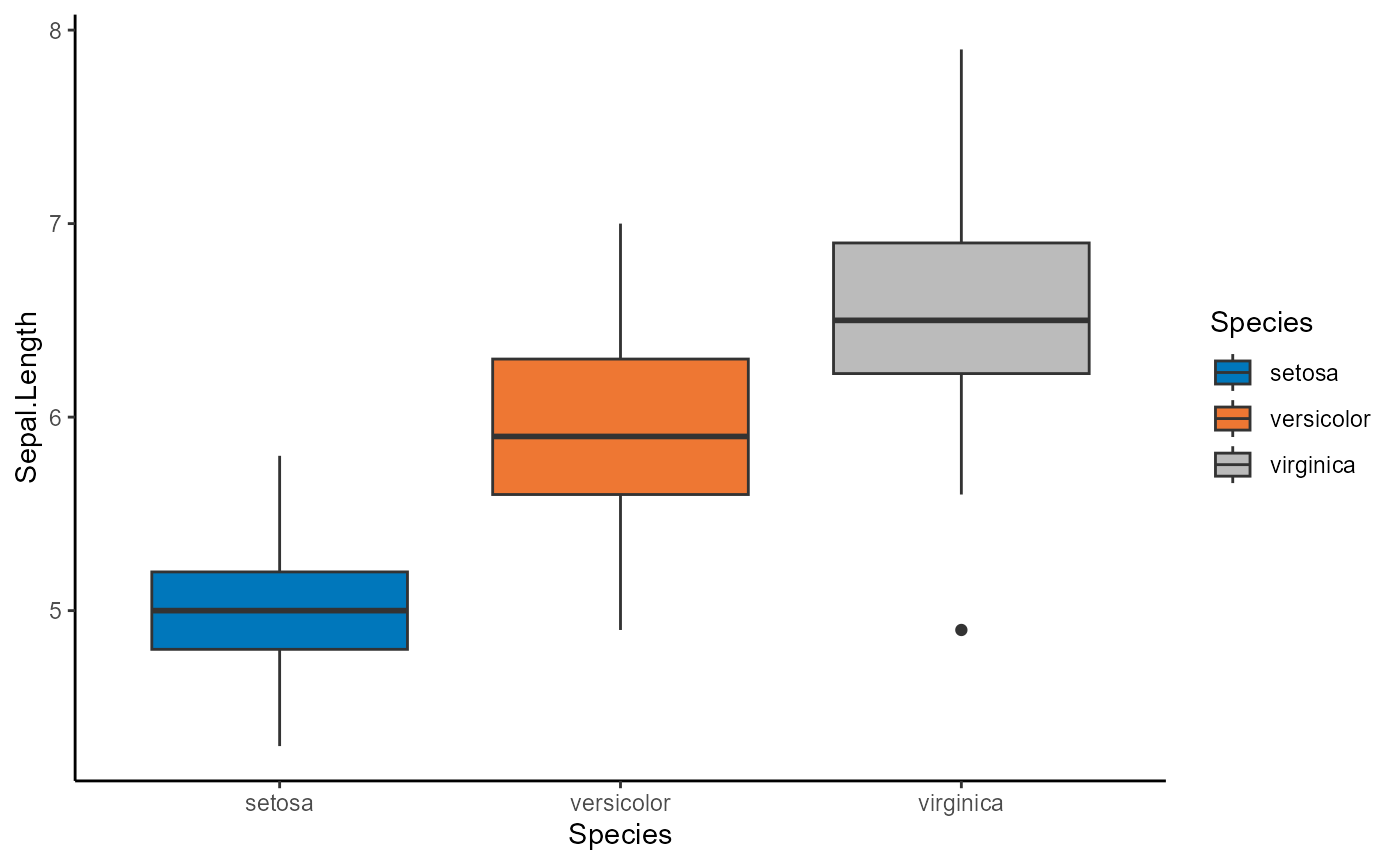 8
7
6
5
Sepal.Length
setosa
versicolor
virginica
Species
Species
setosa
versicolor
virginica